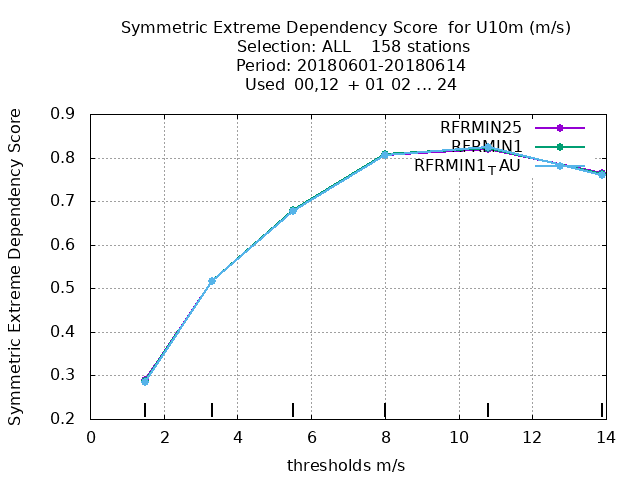 Symmetric Extreme Dependency Score for U10m (m/s)
Selection: ALL 158 stations
Period: 20180601-20180614
Used 00,12 + 01 02 ... 24
Symmetric Extreme Dependency Score
0.9
0.8
0.7
0.6
0.5
0.4
0.3
0.2
RFRMIN25
RFRMIN1
RFRMIN1TAU
0 2 4 6 8 10 12 14
thresholds m/s